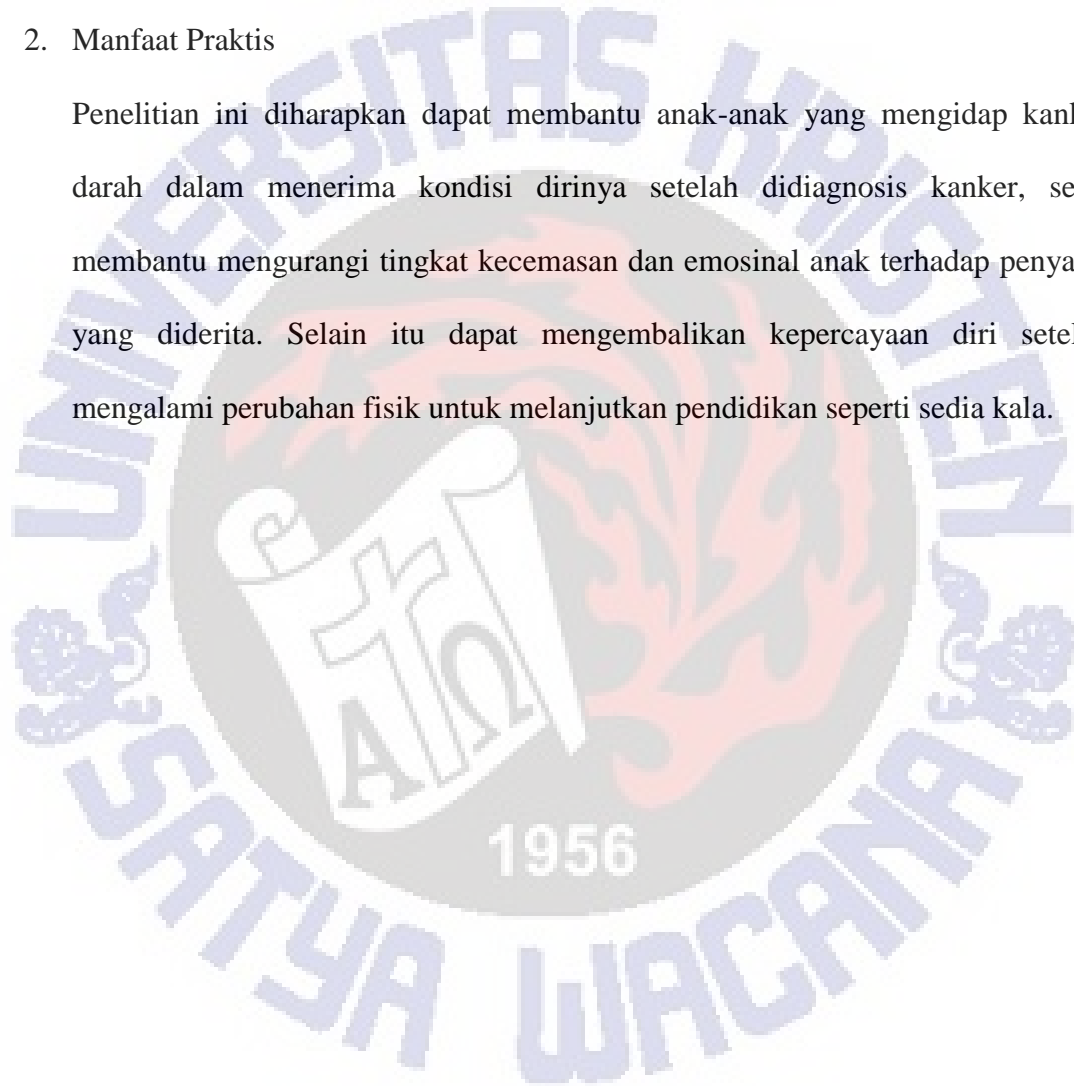 2. Manfaat Praktis
Penelitian ini diharapkan dapat membantu anak-anak yang mengidap
darah dalam menerima kondisi dirinya setelah didiagnosis kanker,
membantu mengurangi tingkat kecemasan dan emosinal anak terhadap
yang diderita. Selain itu dapat mengembalikan kepercayaan diri
mengalami perubahan fisik untuk melanjutkan pendidikan seperti sedia kala.
UNIVERSITAS KRISTEN
SATYA WACANA
A Ω
1956